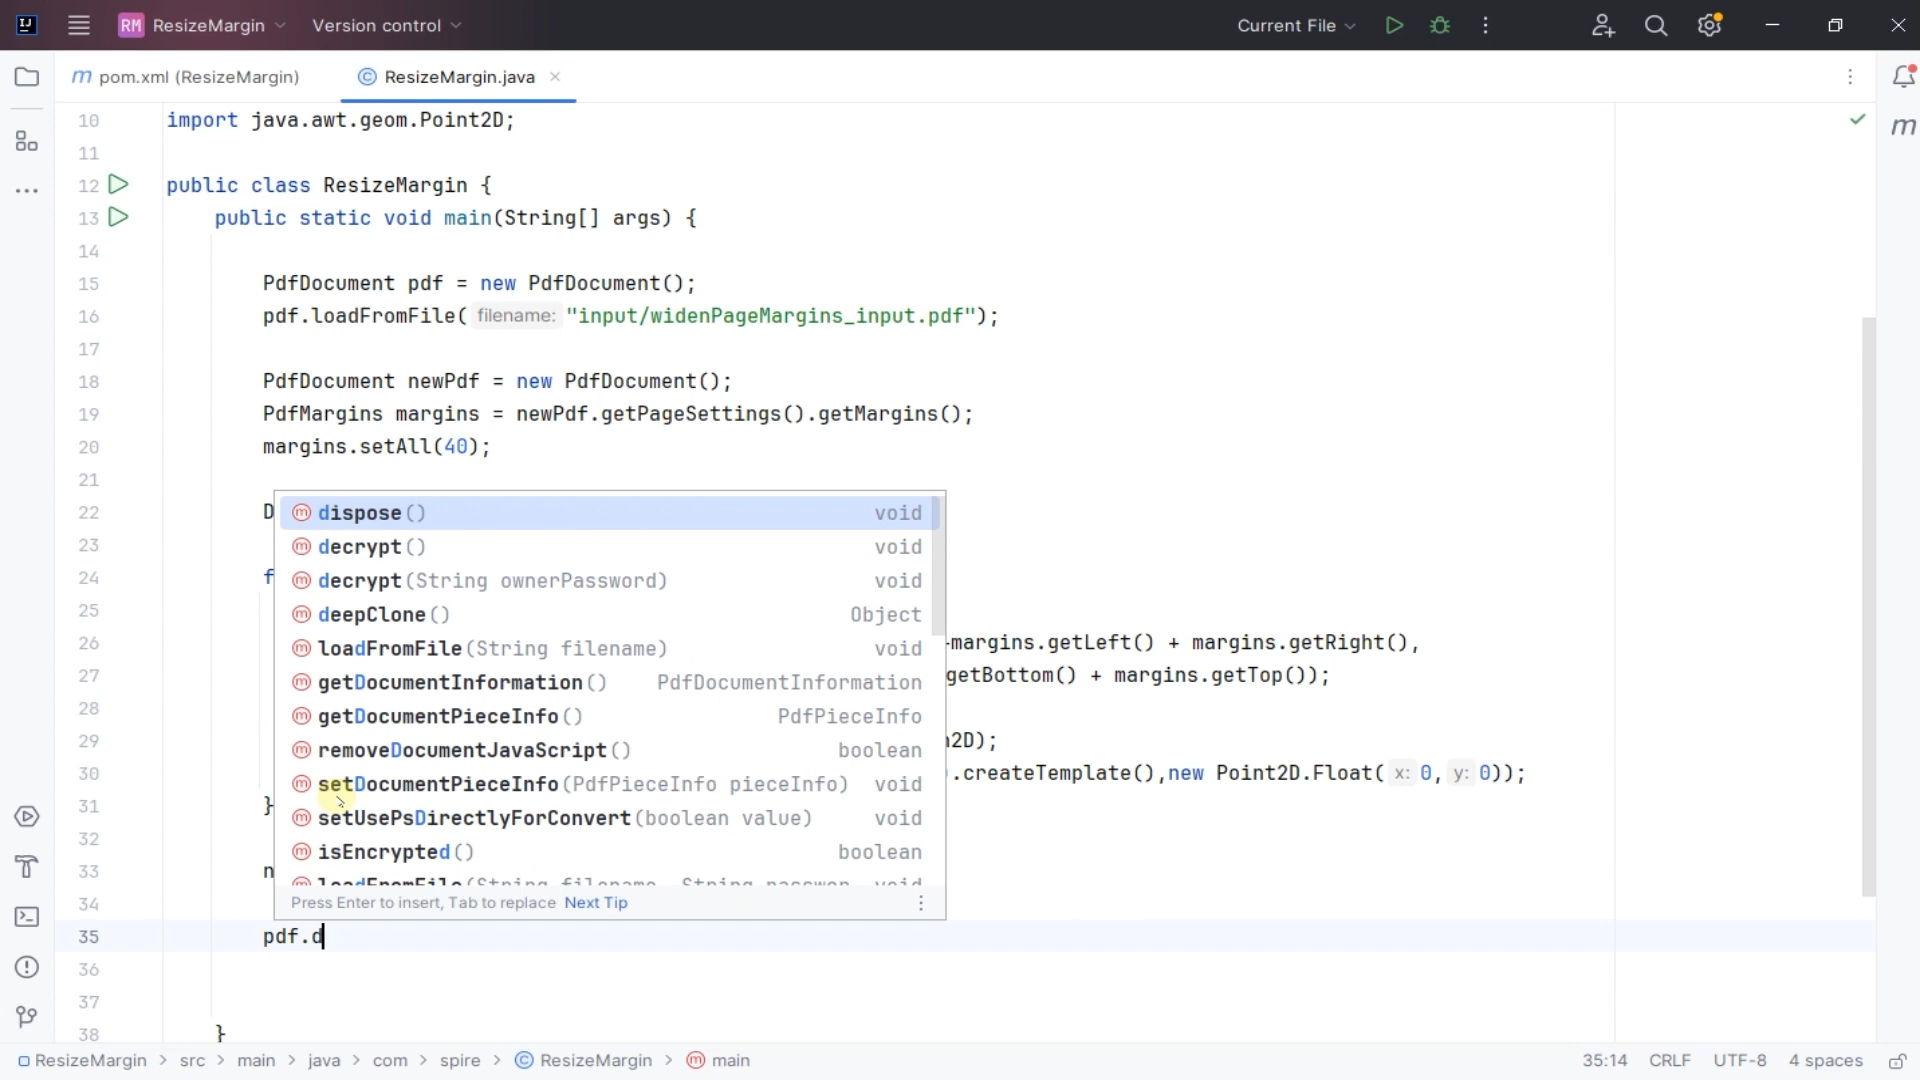 RM ResizeMargin Version control Current File
m pom.xml (ResizeMargin) © ResizeMargin.java
10 import java.awt.geom.Point2D;
11
12 public class ResizeMargin {
13 public static void main(String[] args) {
14
15 PdfDocument pdf = new PdfDocument();
16 pdf.loadFromFile( filename: "input/widenPageMargins_input.pdf");
17
18 PdfDocument newPdf = new PdfDocument();
19 PdfMargins margins = newPdf.getPageSettings().getMargins();
20 margins.setAll(40);
21
22 D
dispose() void
23
decrypt() void
24 f
decrypt(String ownerPassword) void
25
deepClone() Object
26 margins.getLeft() + margins.getRight(),
loadFromFile(String filename) void
27 getBottom() + margins.getTop());
getDocumentInformation() PdfDocumentInformation
28
getDocumentPieceInfo() PdfPieceInfo
29 2D);
removeDocumentJavaScript() boolean
30 .createTemplate(),new Point2D.Float( x: 0, y: 0));
setDocumentPieceInfo(PdfPieceInfo pieceInfo) void
31 }
setUsePsDirectlyForConvert(boolean value) void
32
isEncrypted() boolean
33 n
34
Press Enter to insert, Tab to replace Next Tip
35 pdf.d
36
37
38 }
ResizeMargin > src > main > java > com > spire > © ResizeMargin > m main 35:14 CRLF UTF-8 4 spaces